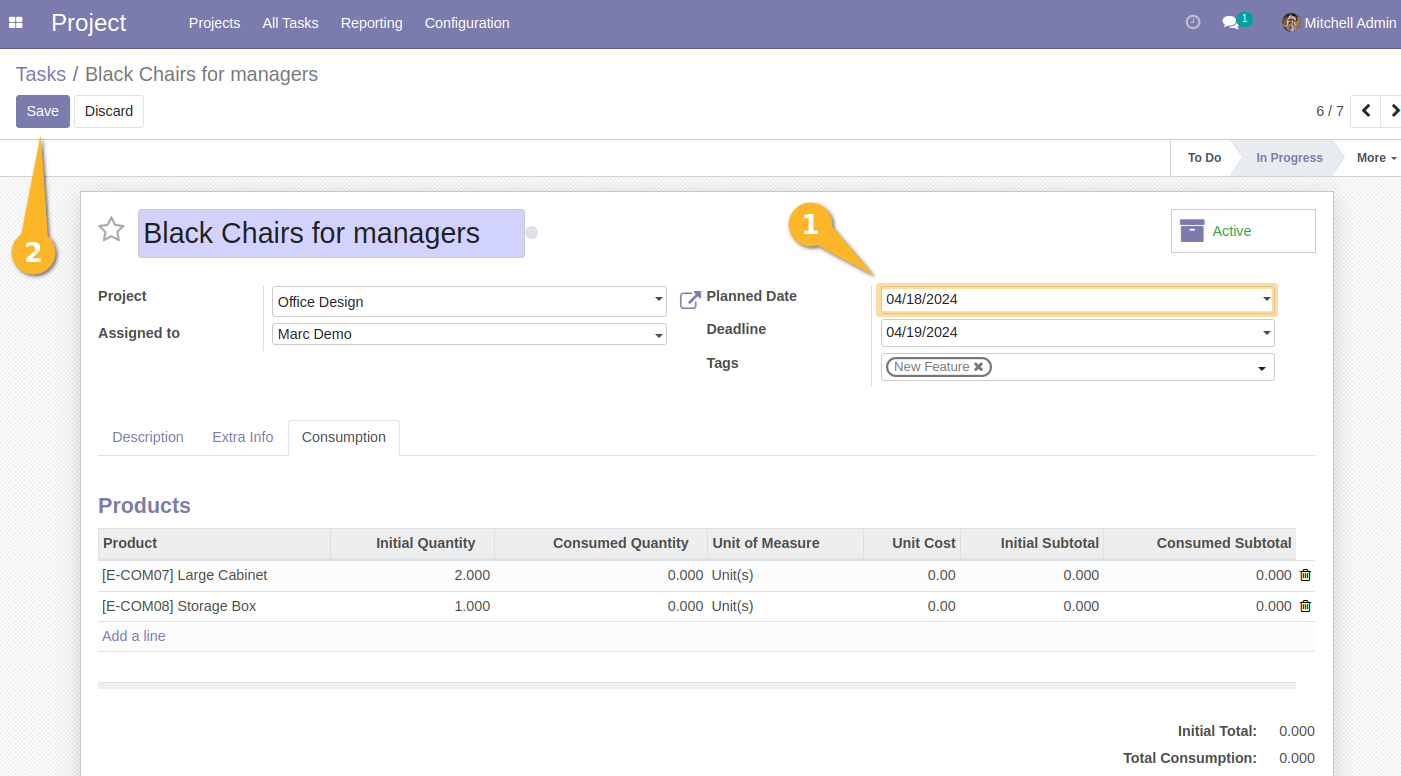 Project Projects All Tasks Reporting Configuration 1 Mitchell Admin
Tasks / Black Chairs for managers
Save Discard 6 / 7
To Do In Progress More
2
Black Chairs for managers 1 Active
Project Office Design Planned Date 04/18/2024
Assigned to Marc Demo Deadline 04/19/2024
Tags New Feature
Description Extra Info Consumption
Products
Product Initial Quantity Consumed Quantity Unit of Measure Unit Cost Initial Subtotal Consumed Subtotal
[E-COM07] Large Cabinet 2.000 0.000 Unit(s) 0.00 0.000 0.000
[E-COM08] Storage Box 1.000 0.000 Unit(s) 0.00 0.000 0.000
Add a line
Initial Total: 0.000
Total Consumption: 0.000